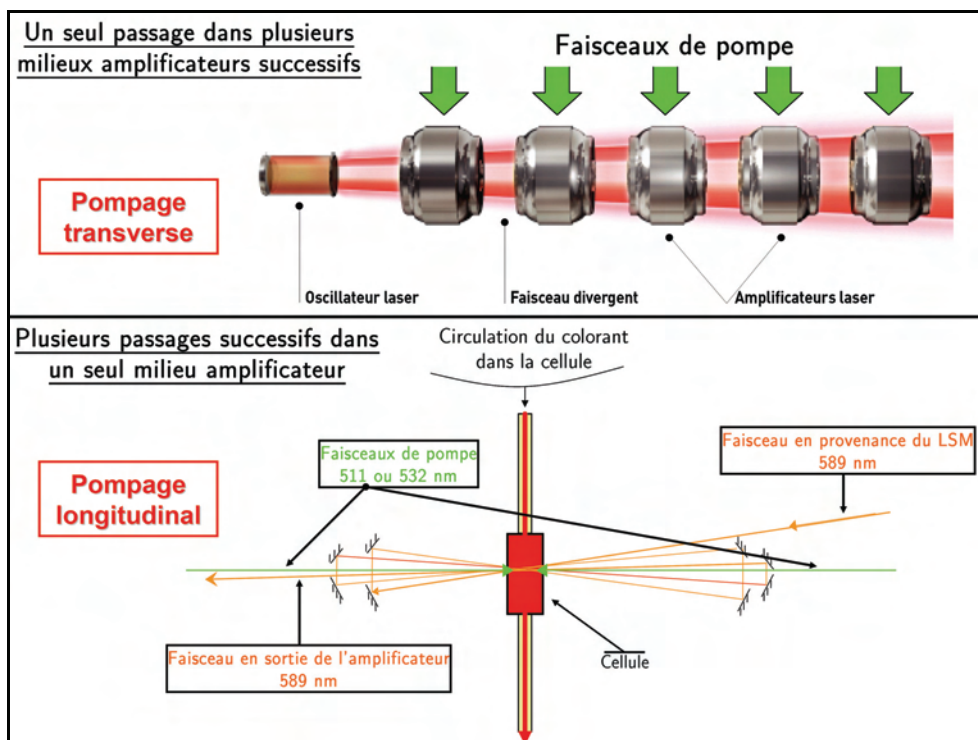 Un seul passage dans plusieurs
milieux amplificateurs successifs
Faisceaux de pompe
Pompage
transverse
Oscillateur laser
Faisceau divergent
Amplificateurs laser
Plusieurs passages successifs dans
un seul milieu amplificateur
Circulation du colorant
dans la cellule
Faisceaux de pompe
511 ou 532 nm
Faisceau en provenance du LSM
589 nm
Pompage
longitudinal
Faisceau en sortie de l'amplificateur
589 nm
Cellule